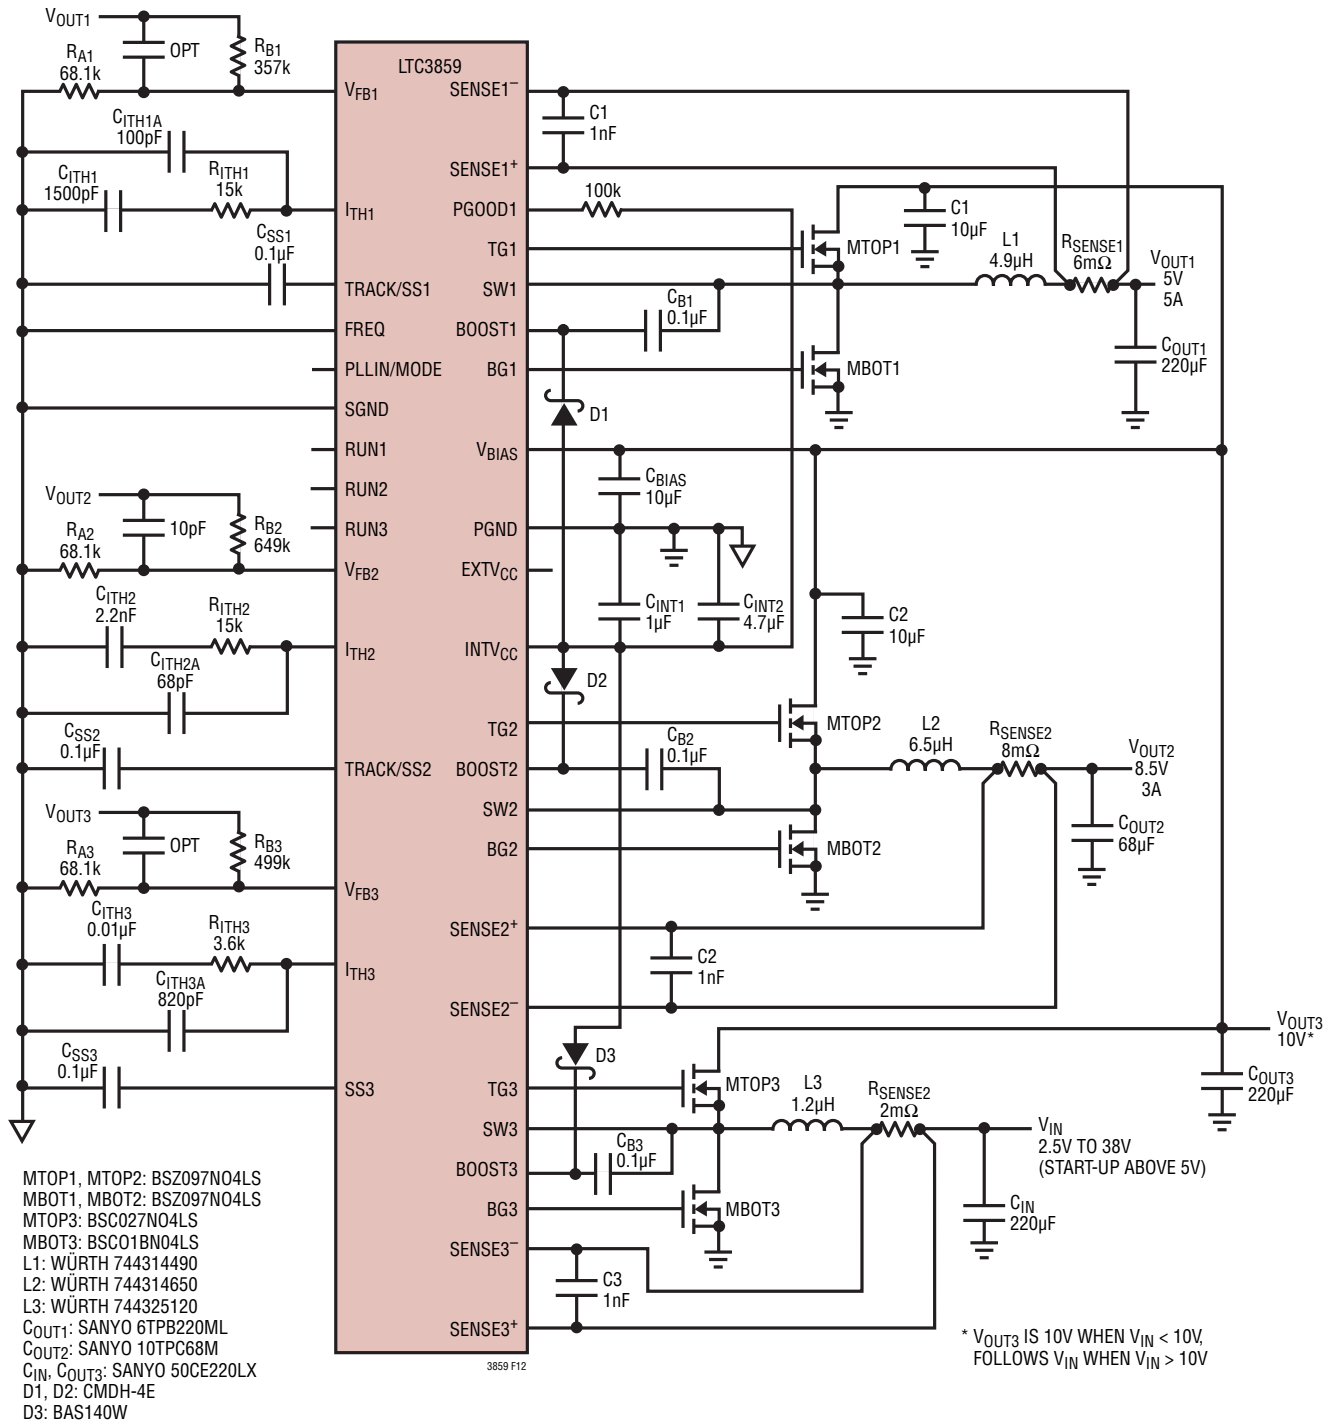 VOUT1
RA1
68.1k
OPT
RB1
357k
CITH1A
100pF
CITH1
1500pF
RITH1
15k
CSS1
0.1µF
VOUT2
RA2
68.1k
10pF
RB2
649k
CITH2
2.2nF
RITH2
15k
CITH2A
68pF
CSS2
0.1µF
VOUT3
RA3
68.1k
OPT
RB3
499k
CITH3
0.01µF
RITH3
3.6k
CITH3A
820pF
CSS3
0.1µF
LTC3859
VFB1
ITH1
TRACK/SS1
FREQ
PLLIN/MODE
SGND
RUN1
RUN2
RUN3
VFB2
ITH2
TRACK/SS2
VFB3
ITH3
SS3
SENSE1–
SENSE1+
PGOOD1
TG1
SW1
BOOST1
BG1
VBIAS
PGND
EXTVCC
INTVCC
TG2
BOOST2
SW2
BG2
SENSE2+
SENSE2–
TG3
SW3
BOOST3
BG3
SENSE3–
SENSE3+
C1
1nF
100k
MTOP1
C1
10µF
L1
4.9µH
RSENSE1
6mΩ
VOUT1
5V
5A
CB1
0.1µF
MBOT1
COUT1
220µF
D1
CBIAS
10µF
CINT1
1µF
CINT2
4.7µF
C2
10µF
D2
MTOP2
L2
6.5µH
RSENSE2
8mΩ
VOUT2
8.5V
3A
CB2
0.1µF
MBOT2
COUT2
68µF
C2
1nF
VOUT3
10V*
D3
MTOP3
L3
1.2µH
RSENSE2
2mΩ
COUT3
220µF
VIN
2.5V TO 38V
(START-UP ABOVE 5V)
CB3
0.1µF
MBOT3
CIN
220µF
C3
1nF
MTOP1, MTOP2: BSZ097NO4LS
MBOT1, MBOT2: BSZ097NO4LS
MTOP3: BSC027NO4LS
MBOT3: BSCO1BN04LS
L1: WÜRTH 744314490
L2: WÜRTH 744314650
L3: WÜRTH 744325120
COUT1: SANYO 6TPB220ML
COUT2: SANYO 10TPC68M
CIN, COUT3: SANYO 50CE220LX
D1, D2: CMDH-4E
D3: BAS140W
3859 F12
* VOUT3 IS 10V WHEN VIN < 10V,
FOLLOWS VIN WHEN VIN > 10V